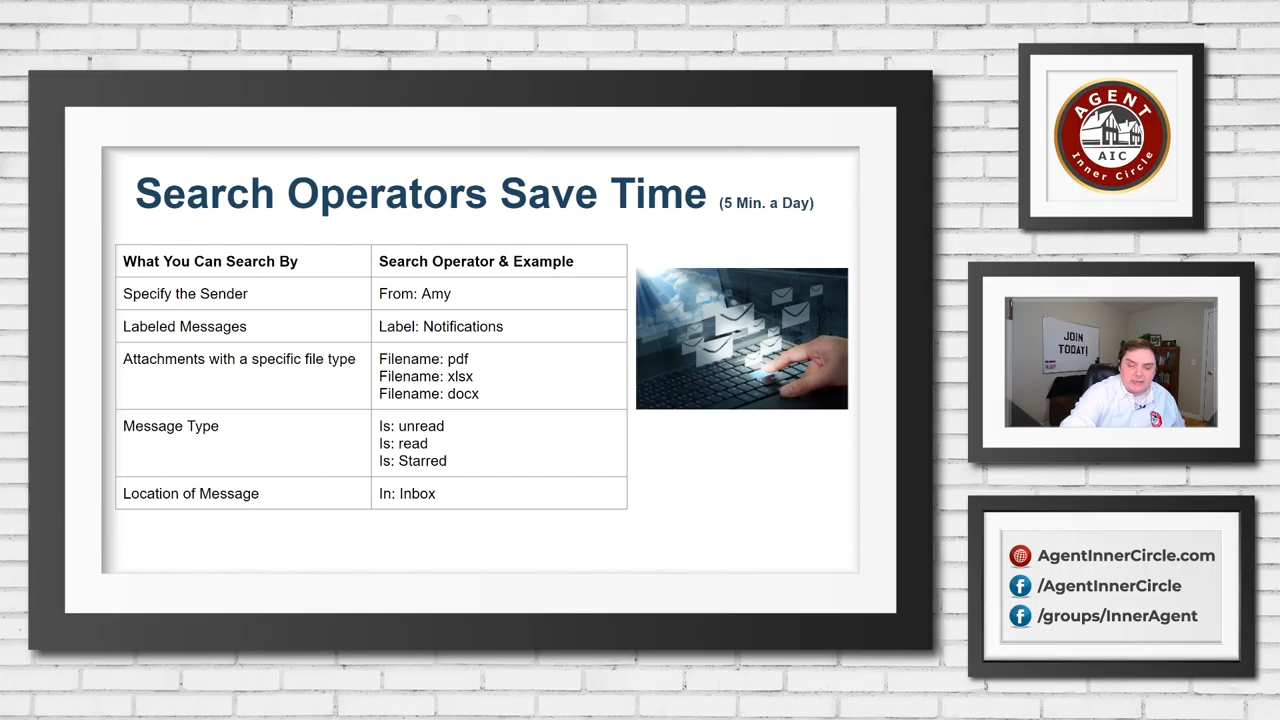 Search Operators Save Time (5 Min. a Day)
What You Can Search By
Search Operator & Example
Specify the Sender
From: Amy
Labeled Messages
Label: Notifications
Attachments with a specific file type
Filename: pdf
Filename: xlsx
Filename: docx
Message Type
Is: unread
Is: read
Is: Starred
Location of Message
In: Inbox
AGENT
AIC
Inner Circle
JOIN
TODAY!
AgentInnerCircle.com
/AgentInnerCircle
/groups/InnerAgent